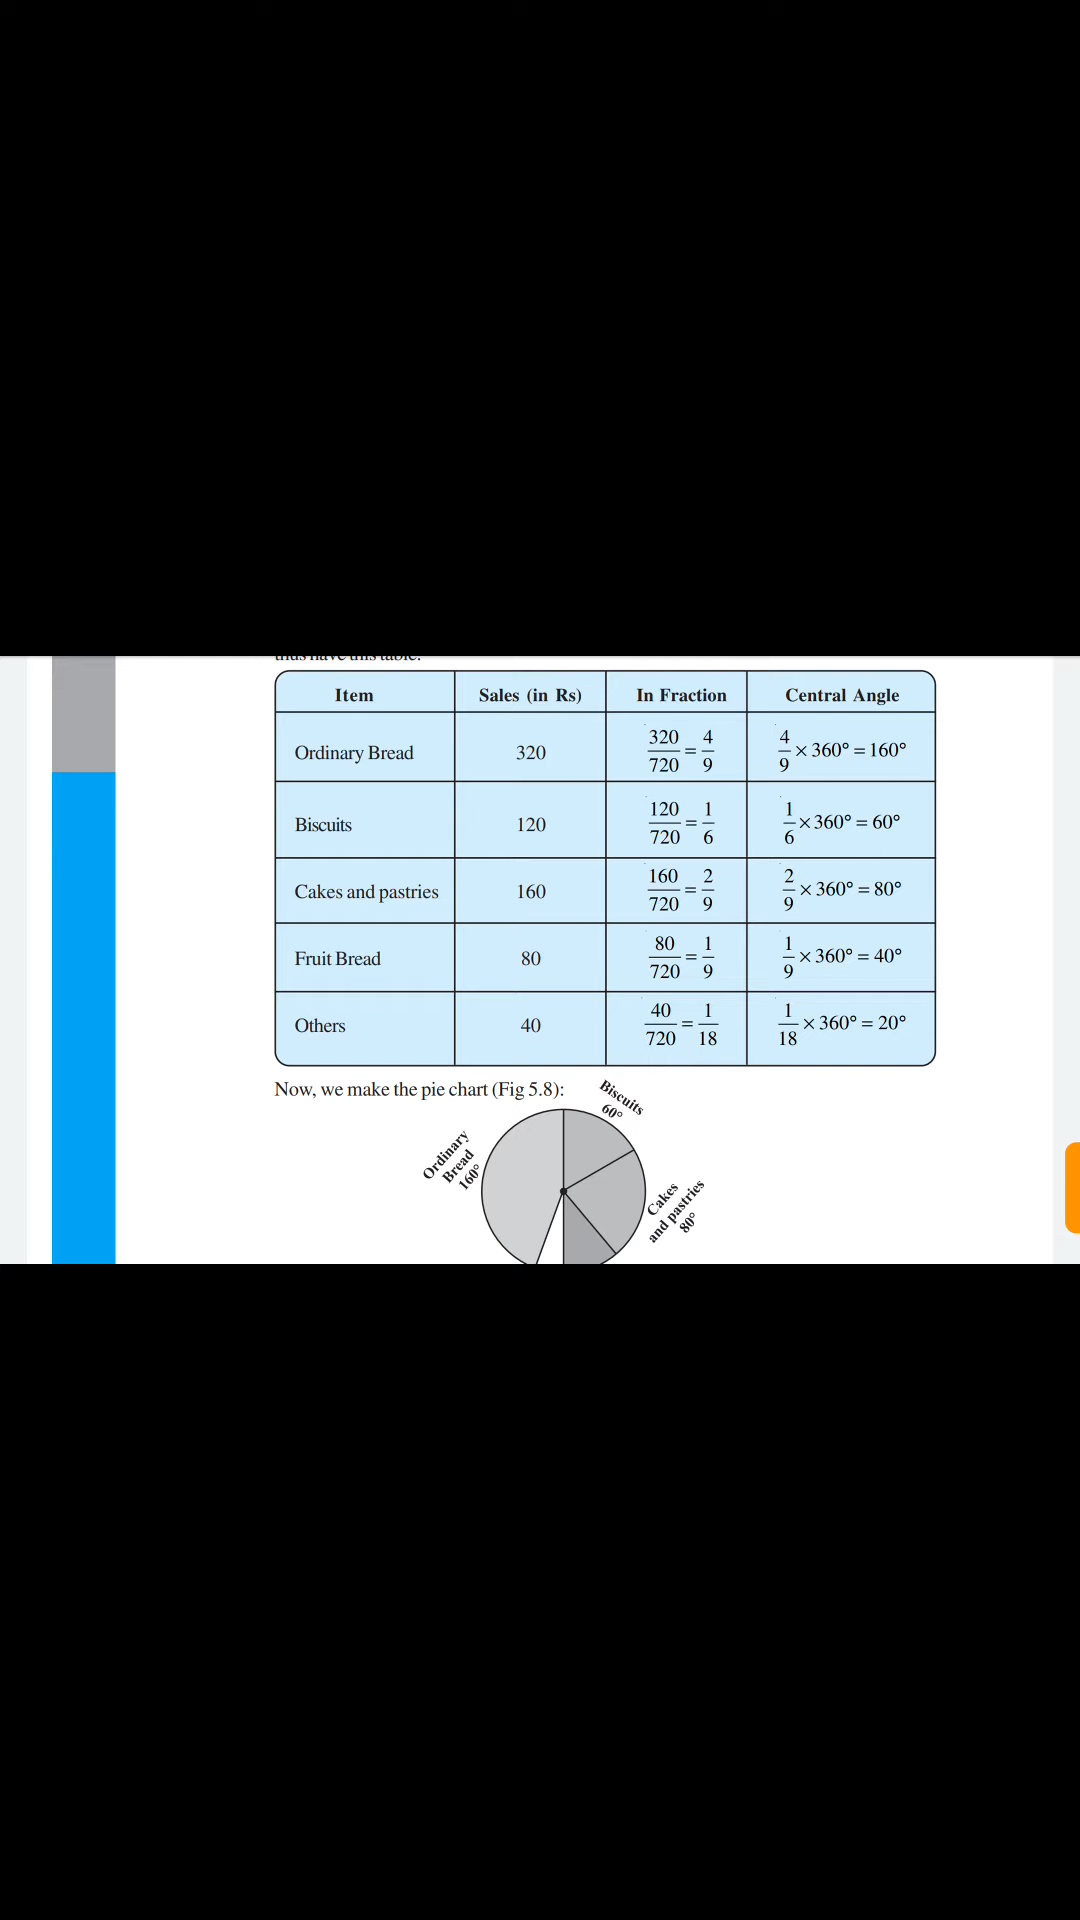 thus have this table.
Item Sales (in Rs) In Fraction Central Angle
Ordinary Bread 320 320/720 = 4/9 4/9 × 360° = 160°
Biscuits 120 120/720 = 1/6 1/6 × 360° = 60°
Cakes and pastries 160 160/720 = 2/9 2/9 × 360° = 80°
Fruit Bread 80 80/720 = 1/9 1/9 × 360° = 40°
Others 40 40/720 = 1/18 1/18 × 360° = 20°
Now, we make the pie chart (Fig 5.8):
Biscuits
60°
Ordinary
Bread
160°
Cakes
and pastries
80°